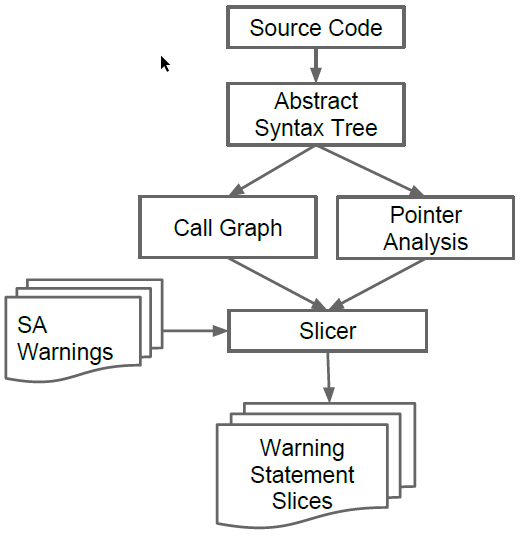 Source Code
Abstract
Syntax Tree
Call Graph
Pointer
Analysis
SA
Warnings
Slicer
Warning
Statement
Slices